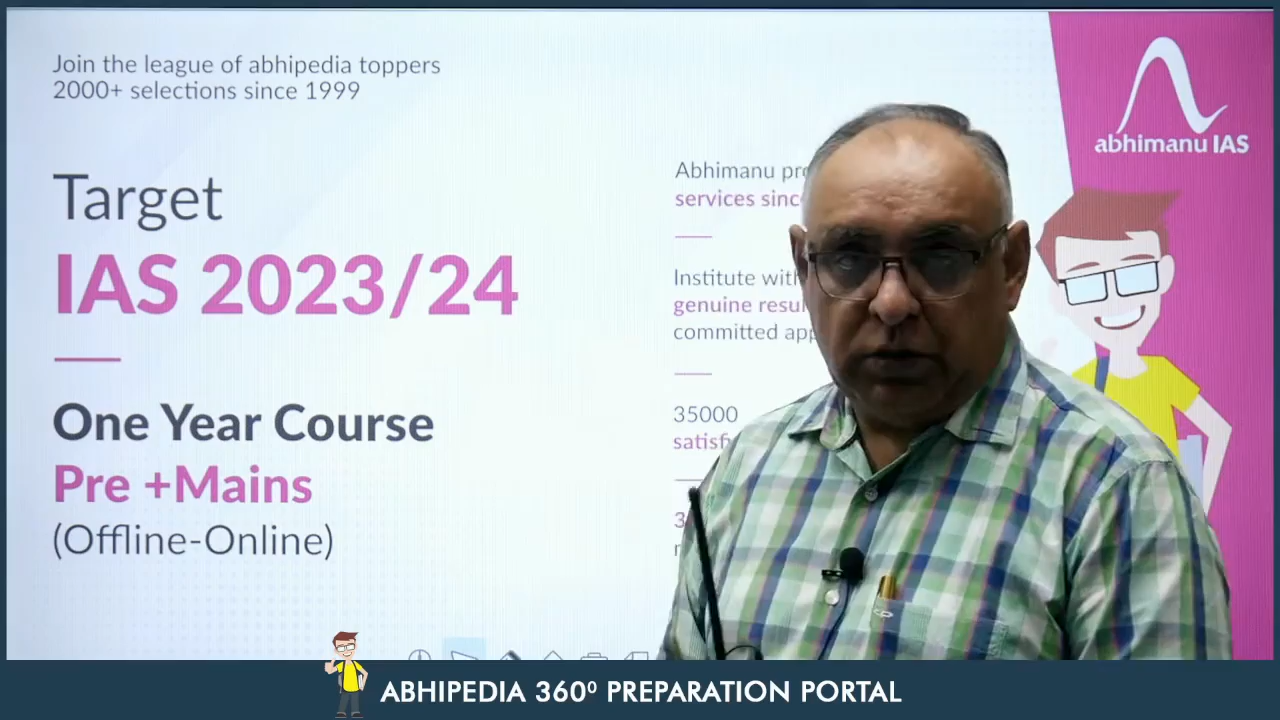 Join the league of abhipedia toppers
2000+ selections since 1999
Target
IAS 2023/24
One Year Course
Pre +Mains
(Offline-Online)
Abhimanu
services
Institute
genuine
committed
35000
abhimanu IAS
ABHIPEDIA 360⁰ PREPARATION PORTAL